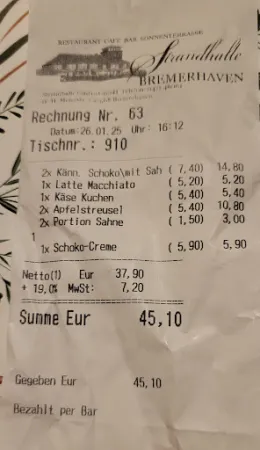 RESTAURANT CAFE BAR SONNENTERRASSE
Strandhalle
BREMERHAVEN
Rechnung Nr. 63
Datum:26.01.25 Uhr: 16:12
Tischnr.: 910
2x Känn. Schoko\mit Sah ( 7,40) 14,80
1x Latte Macchiato ( 5,20) 5,20
1x Käse Kuchen ( 5,40) 5,40
2x Apfelstreusel ( 5,40) 10,80
2x Portion Sahne ( 1,50) 3,00
1
1x Schoko-Creme ( 5,90) 5,90
Netto(1) Eur 37,90
+ 19,0% MwSt: 7,20
Summe Eur 45,10
Gegeben Eur 45,10
Bezahlt per Bar